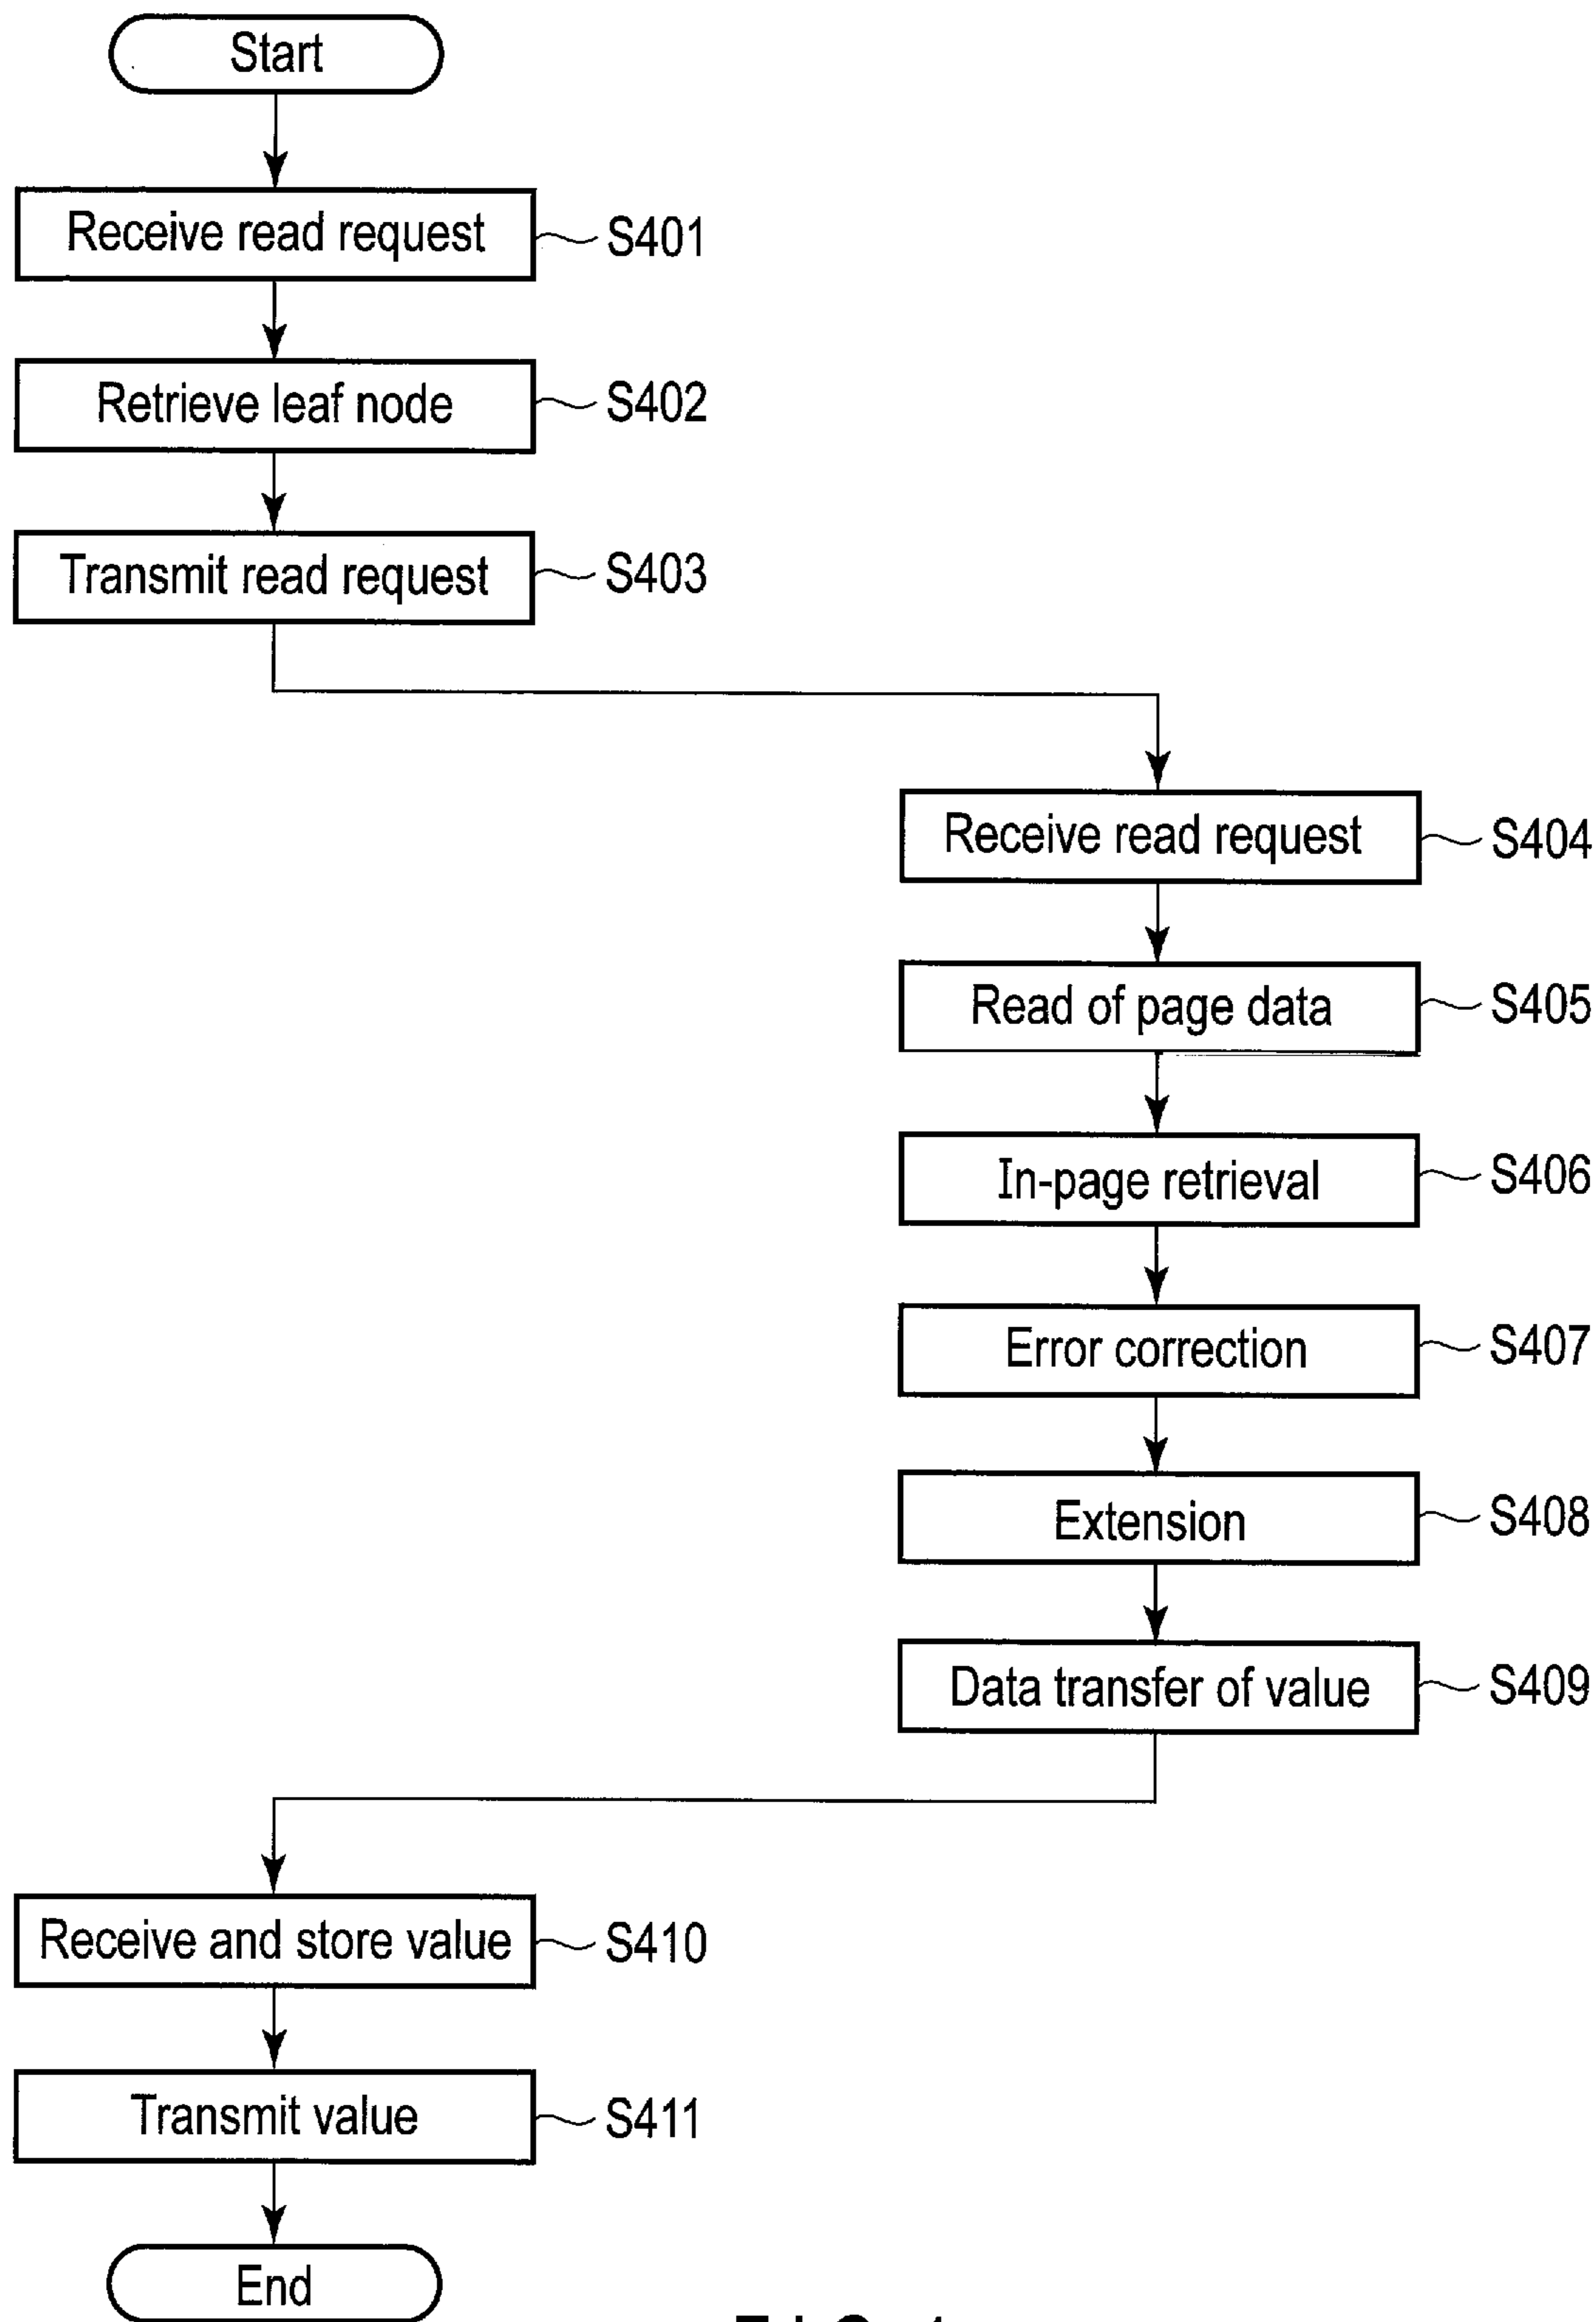 Start
Receive read request S401
Retrieve leaf node S402
Transmit read request S403
Receive read request S404
Read of page data S405
In-page retrieval S406
Error correction S407
Extension S408
Data transfer of value S409
Receive and store value S410
Transmit value S411
End